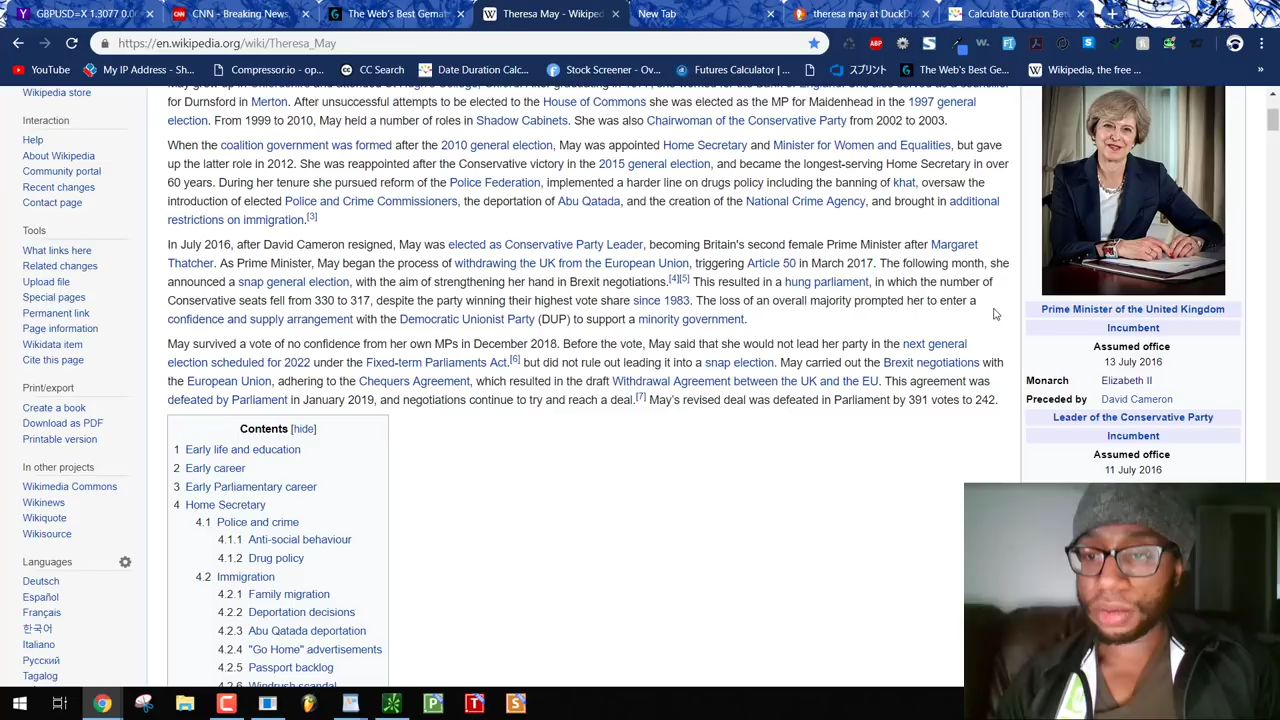 GBPUSD=X 1.3077 0.00
CNN - Breaking News,
The Web's Best Gemat
Theresa May - Wikiped
New Tab
theresa may at DuckD
Calculate Duration Be
https://en.wikipedia.org/wiki/Theresa_May
YouTube
My IP Address - Sh...
Compressor.io - op...
CC Search
Date Duration Calc...
Stock Screener - Ov...
Futures Calculator | ...
スプリント
The Web's Best Ge...
Wikipedia, the free ...
Wikipedia store
Interaction
Help
About Wikipedia
Community portal
Recent changes
Contact page
Tools
What links here
Related changes
Upload file
Special pages
Permanent link
Page information
Wikidata item
Cite this page
Print/export
Create a book
Download as PDF
Printable version
In other projects
Wikimedia Commons
Wikinews
Wikiquote
Wikisource
Languages
Deutsch
Español
Français
한국어
Italiano
Русский
Tagalog
for Durnsford in Merton. After unsuccessful attempts to be elected to the House of Commons she was elected as the MP for Maidenhead in the 1997 general
election. From 1999 to 2010, May held a number of roles in Shadow Cabinets. She was also Chairwoman of the Conservative Party from 2002 to 2003.
When the coalition government was formed after the 2010 general election, May was appointed Home Secretary and Minister for Women and Equalities, but gave
up the latter role in 2012. She was reappointed after the Conservative victory in the 2015 general election, and became the longest-serving Home Secretary in over
60 years. During her tenure she pursued reform of the Police Federation, implemented a harder line on drugs policy including the banning of khat, oversaw the
introduction of elected Police and Crime Commissioners, the deportation of Abu Qatada, and the creation of the National Crime Agency, and brought in additional
restrictions on immigration.[3]
In July 2016, after David Cameron resigned, May was elected as Conservative Party Leader, becoming Britain's second female Prime Minister after Margaret
Thatcher. As Prime Minister, May began the process of withdrawing the UK from the European Union, triggering Article 50 in March 2017. The following month, she
announced a snap general election, with the aim of strengthening her hand in Brexit negotiations.[4][5] This resulted in a hung parliament, in which the number of
Conservative seats fell from 330 to 317, despite the party winning their highest vote share since 1983. The loss of an overall majority prompted her to enter a
confidence and supply arrangement with the Democratic Unionist Party (DUP) to support a minority government.
May survived a vote of no confidence from her own MPs in December 2018. Before the vote, May said that she would not lead her party in the next general
election scheduled for 2022 under the Fixed-term Parliaments Act.[6] but did not rule out leading it into a snap election. May carried out the Brexit negotiations with
the European Union, adhering to the Chequers Agreement, which resulted in the draft Withdrawal Agreement between the UK and the EU. This agreement was
defeated by Parliament in January 2019, and negotiations continue to try and reach a deal.[7] May's revised deal was defeated in Parliament by 391 votes to 242.
Contents [hide]
1 Early life and education
2 Early career
3 Early Parliamentary career
4 Home Secretary
4.1 Police and crime
4.1.1 Anti-social behaviour
4.1.2 Drug policy
4.2 Immigration
4.2.1 Family migration
4.2.2 Deportation decisions
4.2.3 Abu Qatada deportation
4.2.4 "Go Home" advertisements
4.2.5 Passport backlog
4.2.6 Windrush scandal
Prime Minister of the United Kingdom
Incumbent
Assumed office
13 July 2016
Monarch Elizabeth II
Preceded by David Cameron
Leader of the Conservative Party
Incumbent
Assumed office
11 July 2016